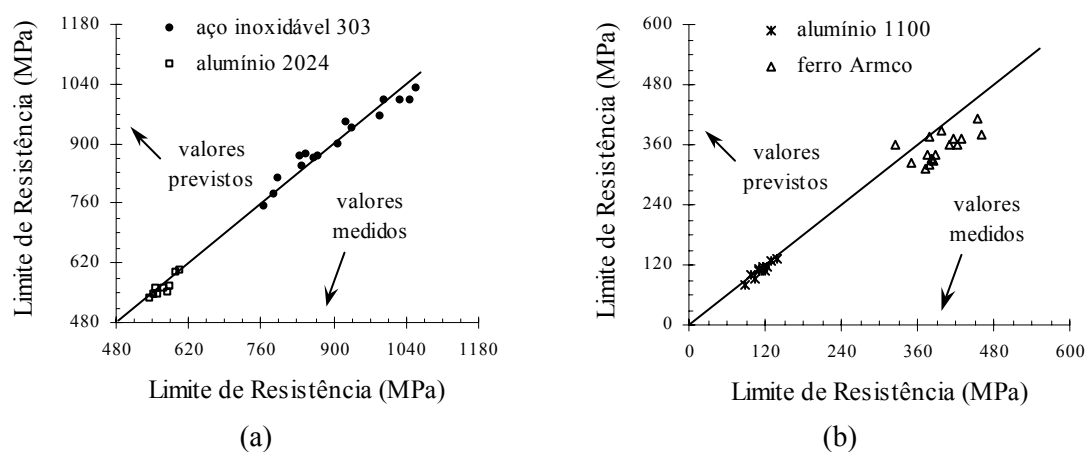 1180
1040
900
760
620
480
480
620
760
900
1040
1180
aço inoxidável 303
alumínio 2024
valores
previstos
valores
medidos
Limite de Resistência (MPa)
Limite de Resistência (MPa)
(a)
600
480
360
240
120
0
0
120
240
360
480
600
alumínio 1100
ferro Armco
valores
previstos
valores
medidos
Limite de Resistência (MPa)
Limite de Resistência (MPa)
(b)